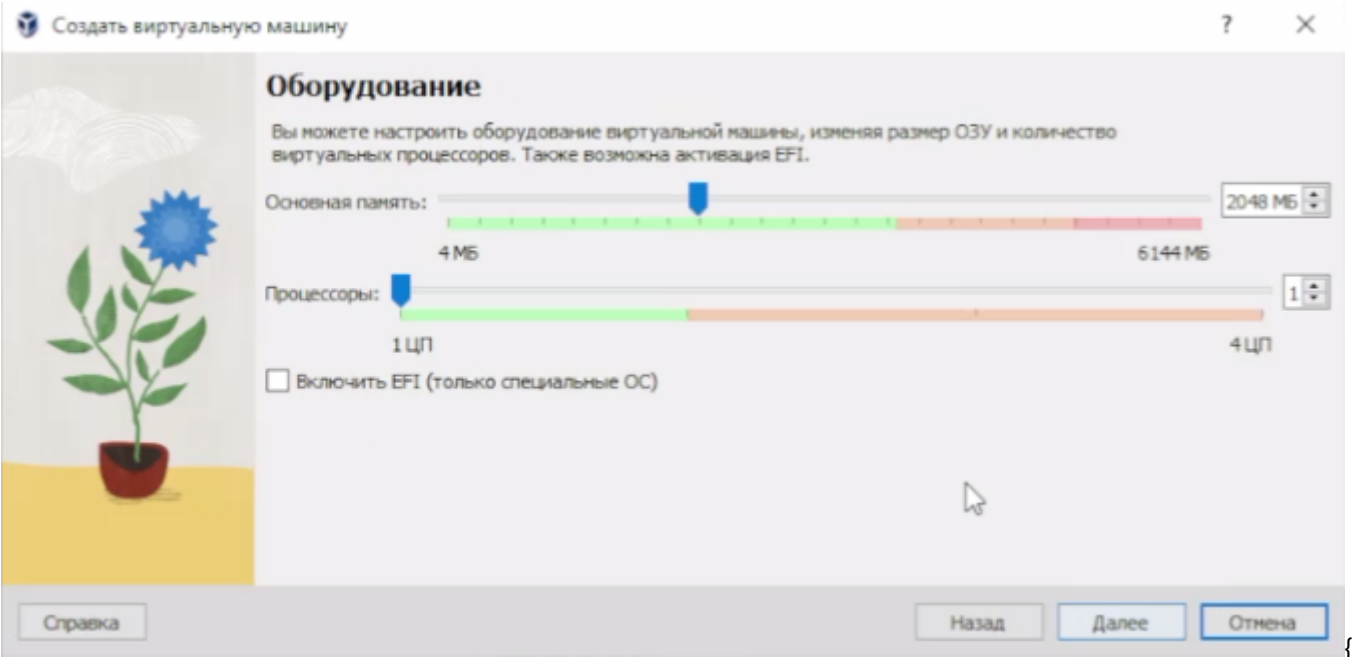 Создать виртуальную машину
?
Оборудование
Вы можете настроить оборудование виртуальной машины, изменяя размер ОЗУ и количество
виртуальных процессоров. Также возможна активация EFI.
Основная память:
2048 МБ
4 МБ
6144 МБ
Процессоры:
1
1 ЦП
4 ЦП
Включить EFI (только специальные ОС)
Справка
Назад
Далее
Отмена
{